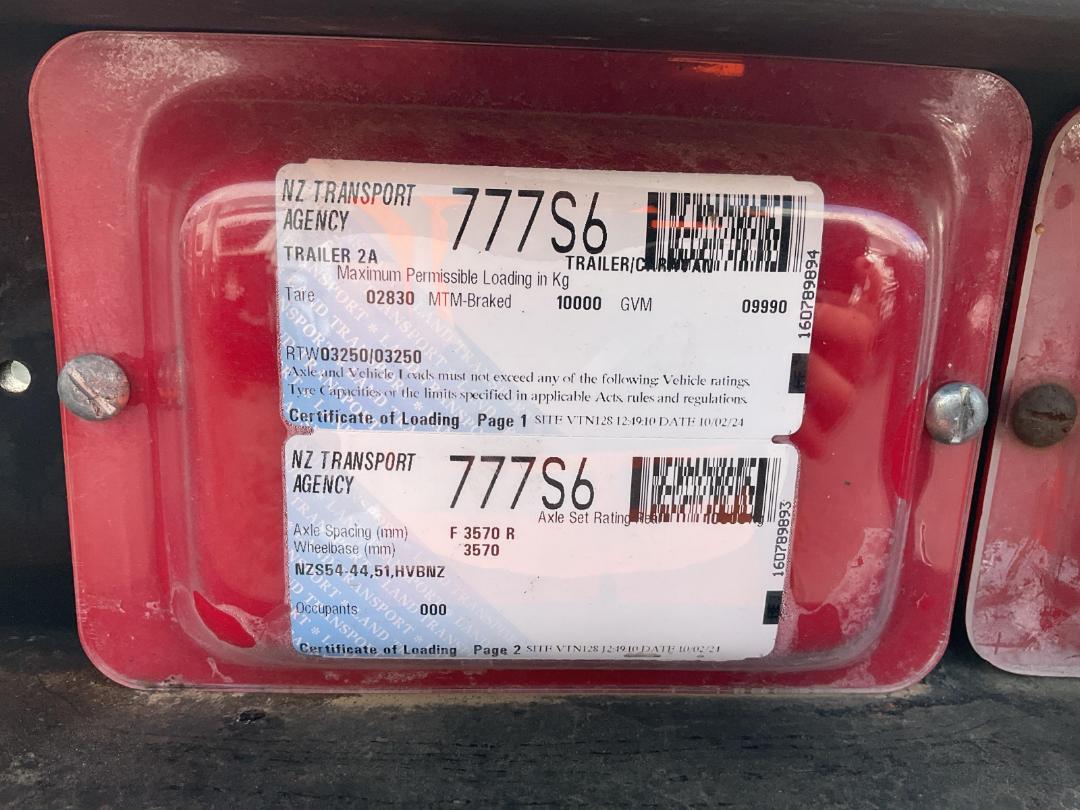 NZ TRANSPORT
AGENCY
777S6
TRAILER 2A
TRAILER/CARAVAN
Maximum Permissible Loading in Kg
Tare 02830 MTM-Braked 10000 GVM 09990
RTW03250/03250
Axle and Vehicle Loads must not exceed any of the following; Vehicle ratings,
Tyre Capacities or the limits specified in applicable Acts, rules and regulations.
Certificate of Loading Page 1 SITE VTN128 12:49:10 DATE 10/02/24
160789894
NZ TRANSPORT
AGENCY
777S6
Axle Set Rating Rear
Axle Spacing (mm) F 3570 R
Wheelbase (mm) 3570
NZS54-44,51,HVBNZ
Occupants 000
Certificate of Loading Page 2 SITE VTN128 12:49:10 DATE 10/02/24
160789893